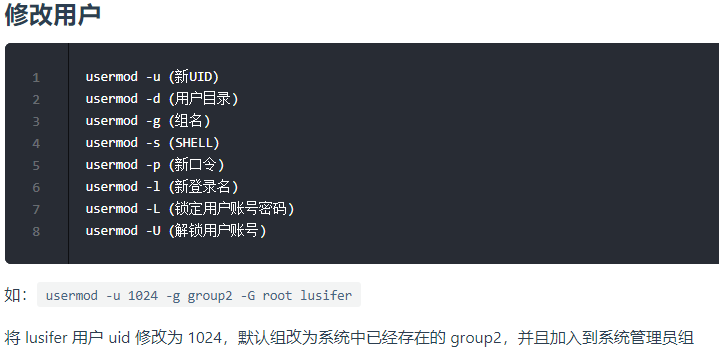 修改用户
1 usermod -u (新UID)
2 usermod -d (用户目录)
3 usermod -g (组名)
4 usermod -s (SHELL)
5 usermod -p (新口令)
6 usermod -l (新登录名)
7 usermod -L (锁定用户账号密码)
8 usermod -U (解锁用户账号)
如： usermod -u 1024 -g group2 -G root lusifer
将 lusifer 用户 uid 修改为 1024，默认组改为系统中已经存在的 group2，并且加入到系统管理员组